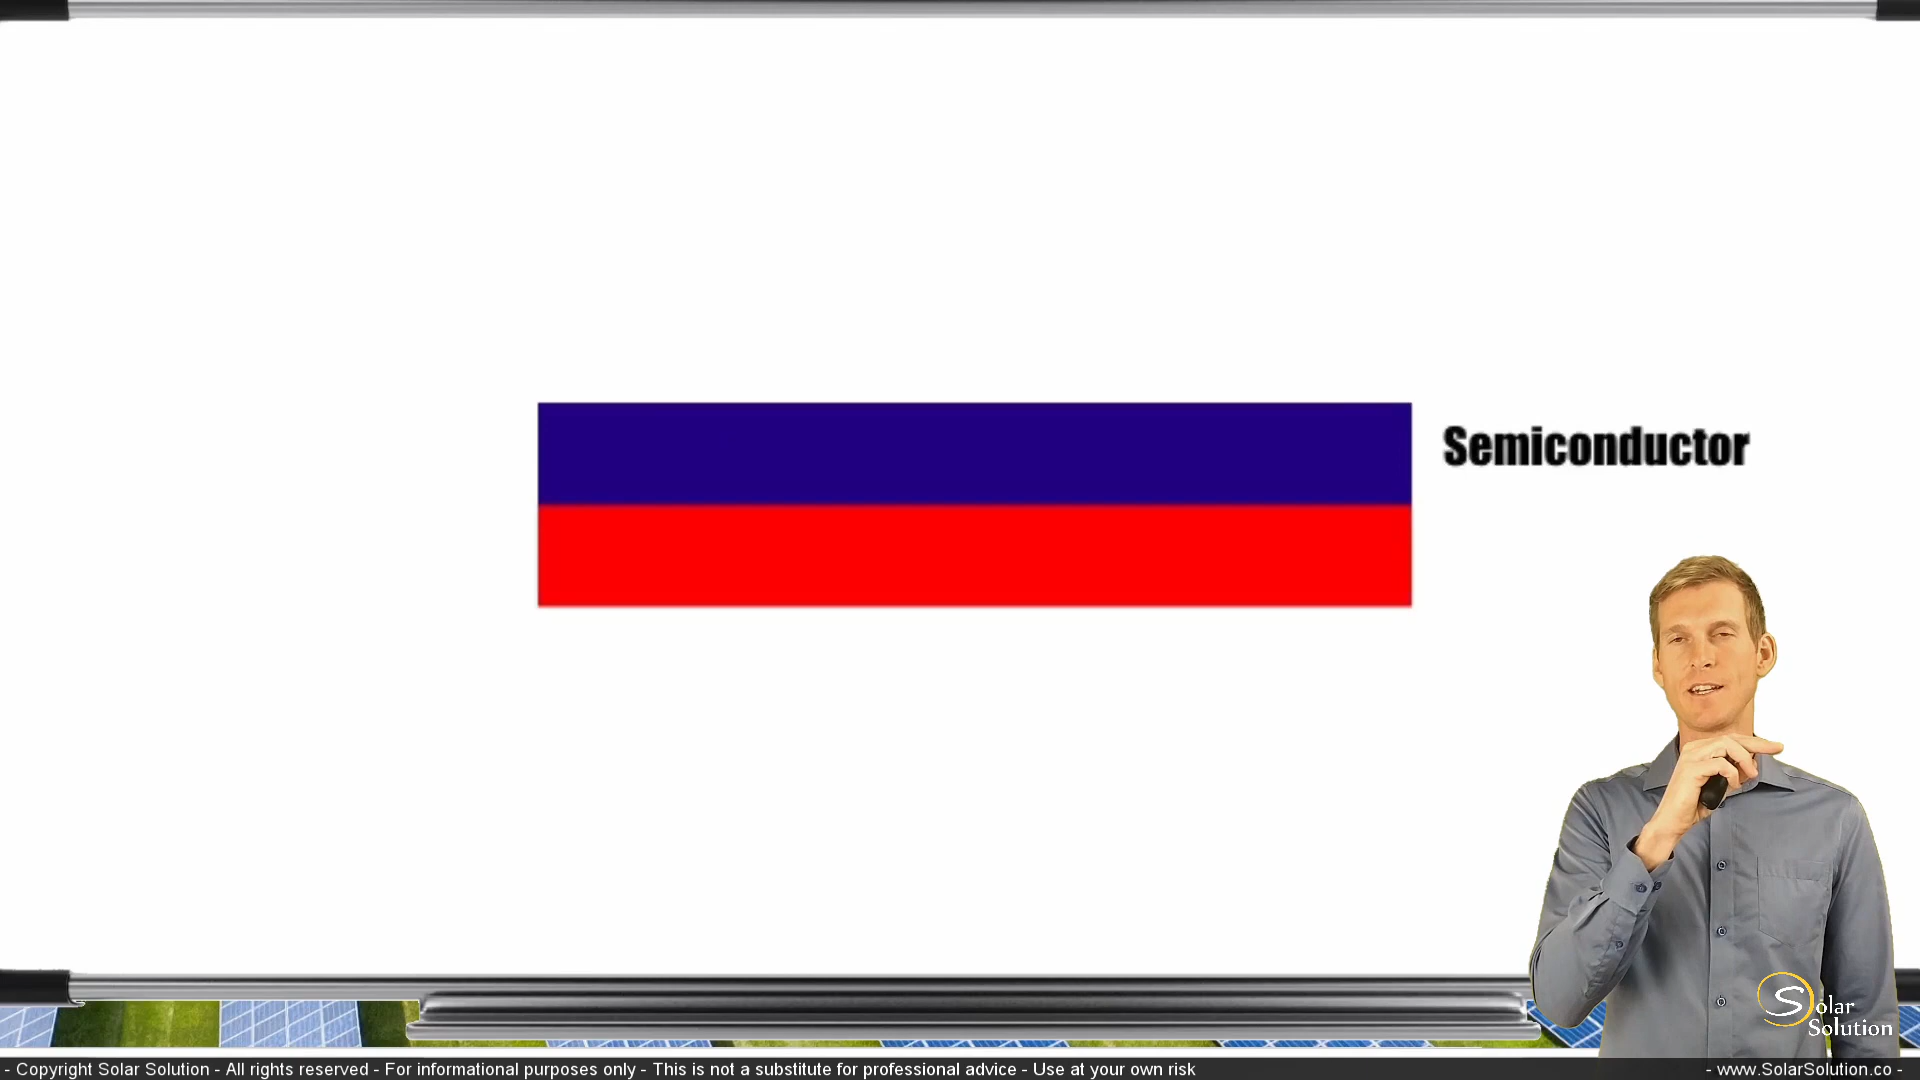 Semiconductor
Solar
Solution
- Copyright Solar Solution - All rights reserved - For informational purposes only - This is not a substitute for professional advice - Use at your own risk
- www.SolarSolution.co -